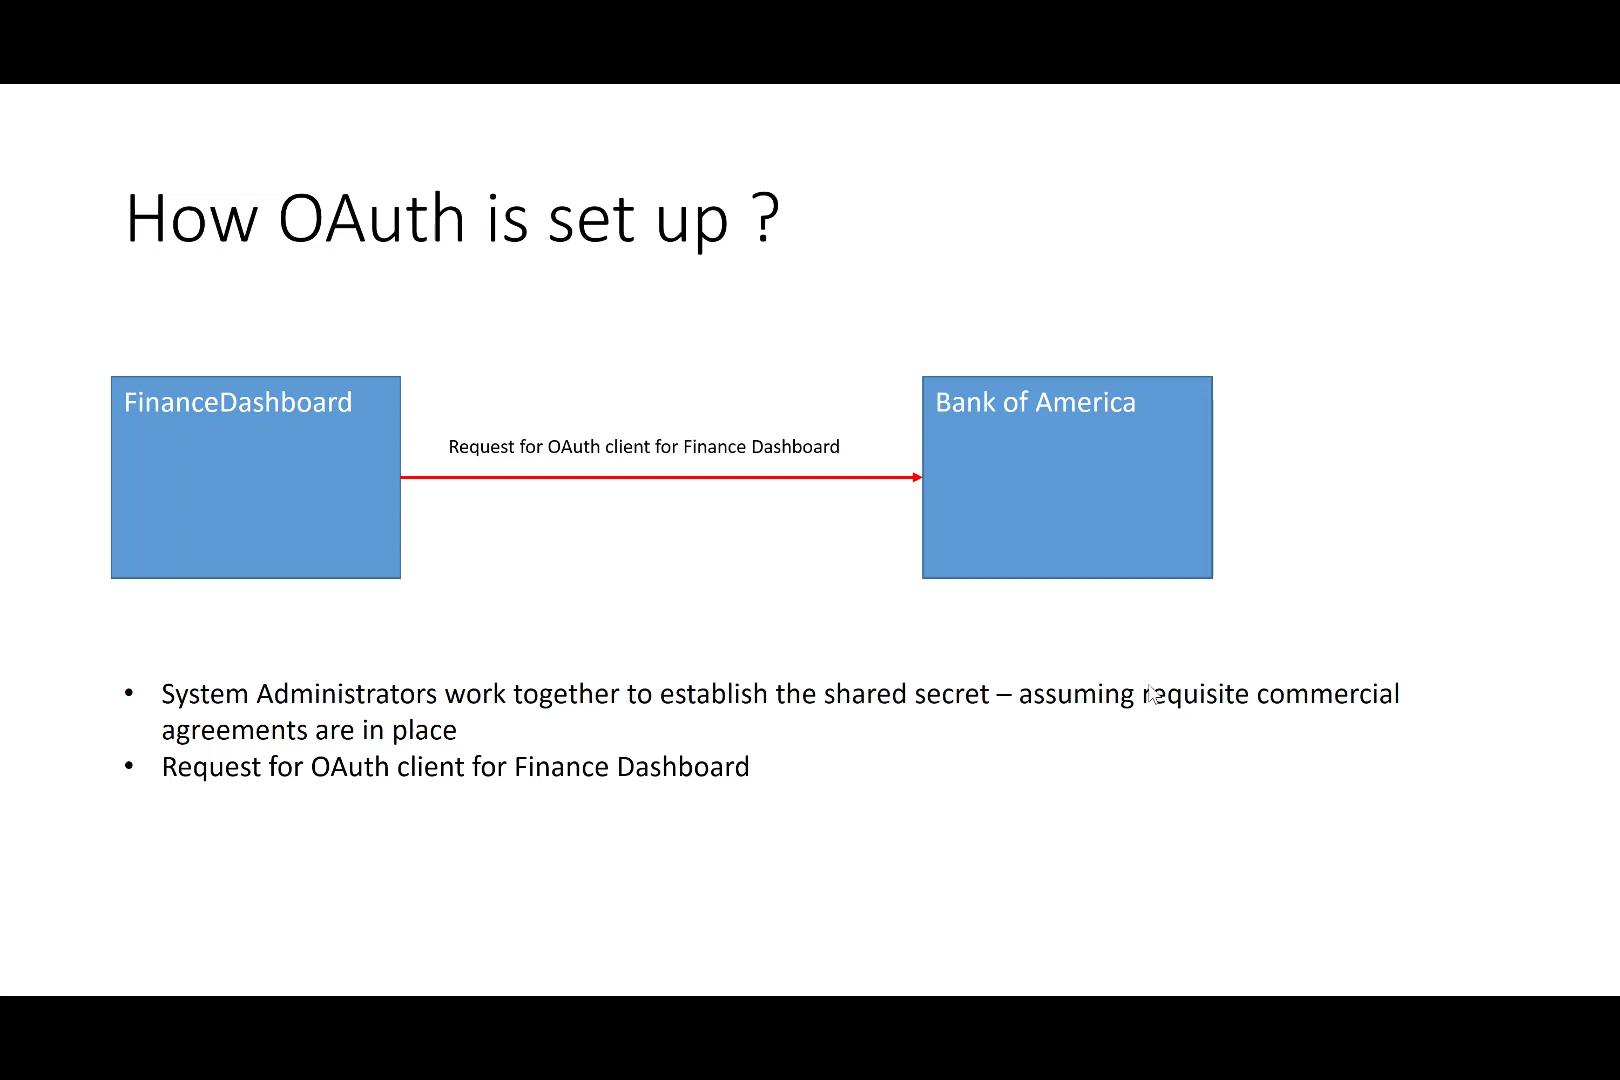 How OAuth is set up ?
FinanceDashboard
Request for OAuth client for Finance Dashboard
Bank of America
• System Administrators work together to establish the shared secret – assuming requisite commercial
agreements are in place
• Request for OAuth client for Finance Dashboard